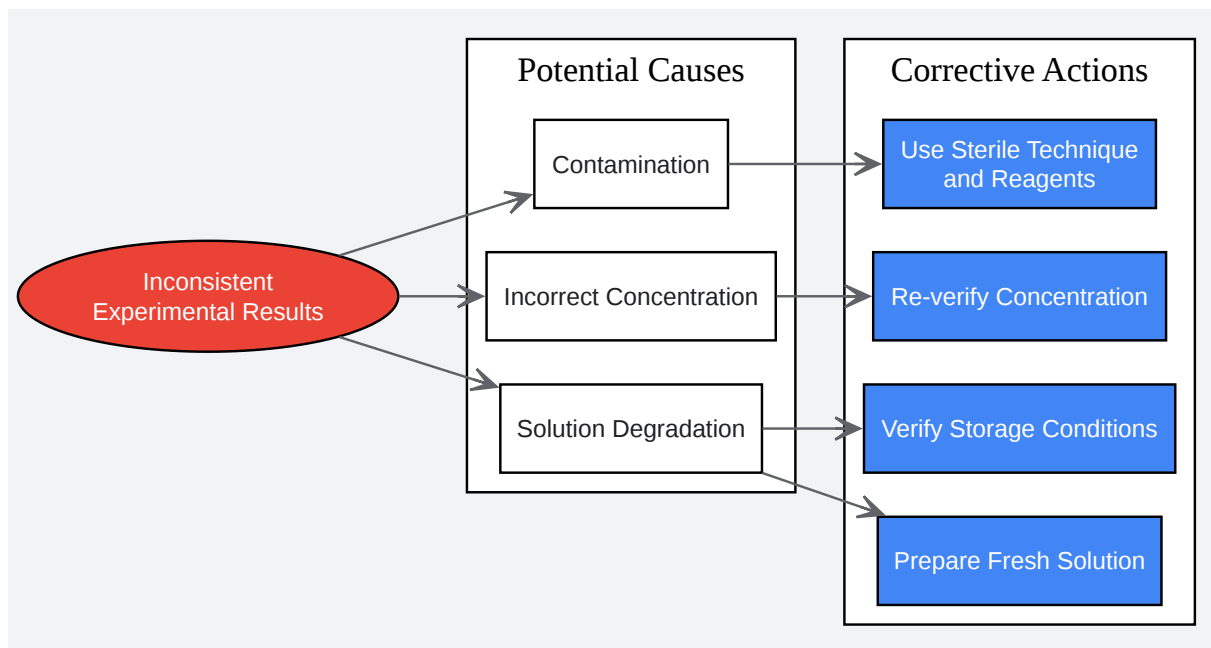 Inconsistent
Experimental Results
Potential Causes
Contamination
Incorrect Concentration
Solution Degradation
Corrective Actions
Use Sterile Technique
and Reagents
Re-verify Concentration
Verify Storage Conditions
Prepare Fresh Solution